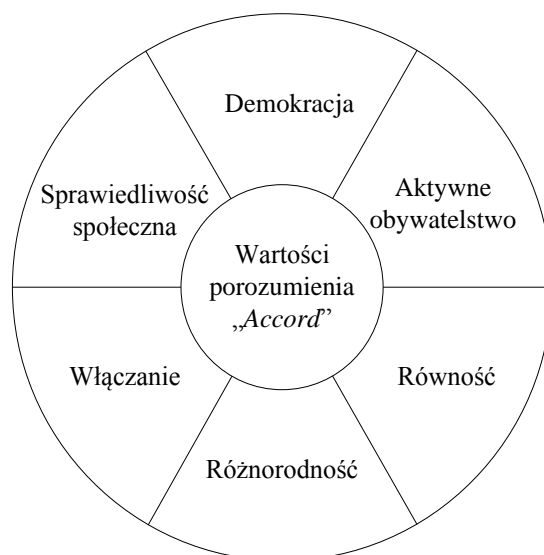 Demokracja
Aktywne
obywatelstwo
Równość
Różnorodność
Włączanie
Sprawiedliwość
społeczna
Wartości
porozumienia
„Accord”